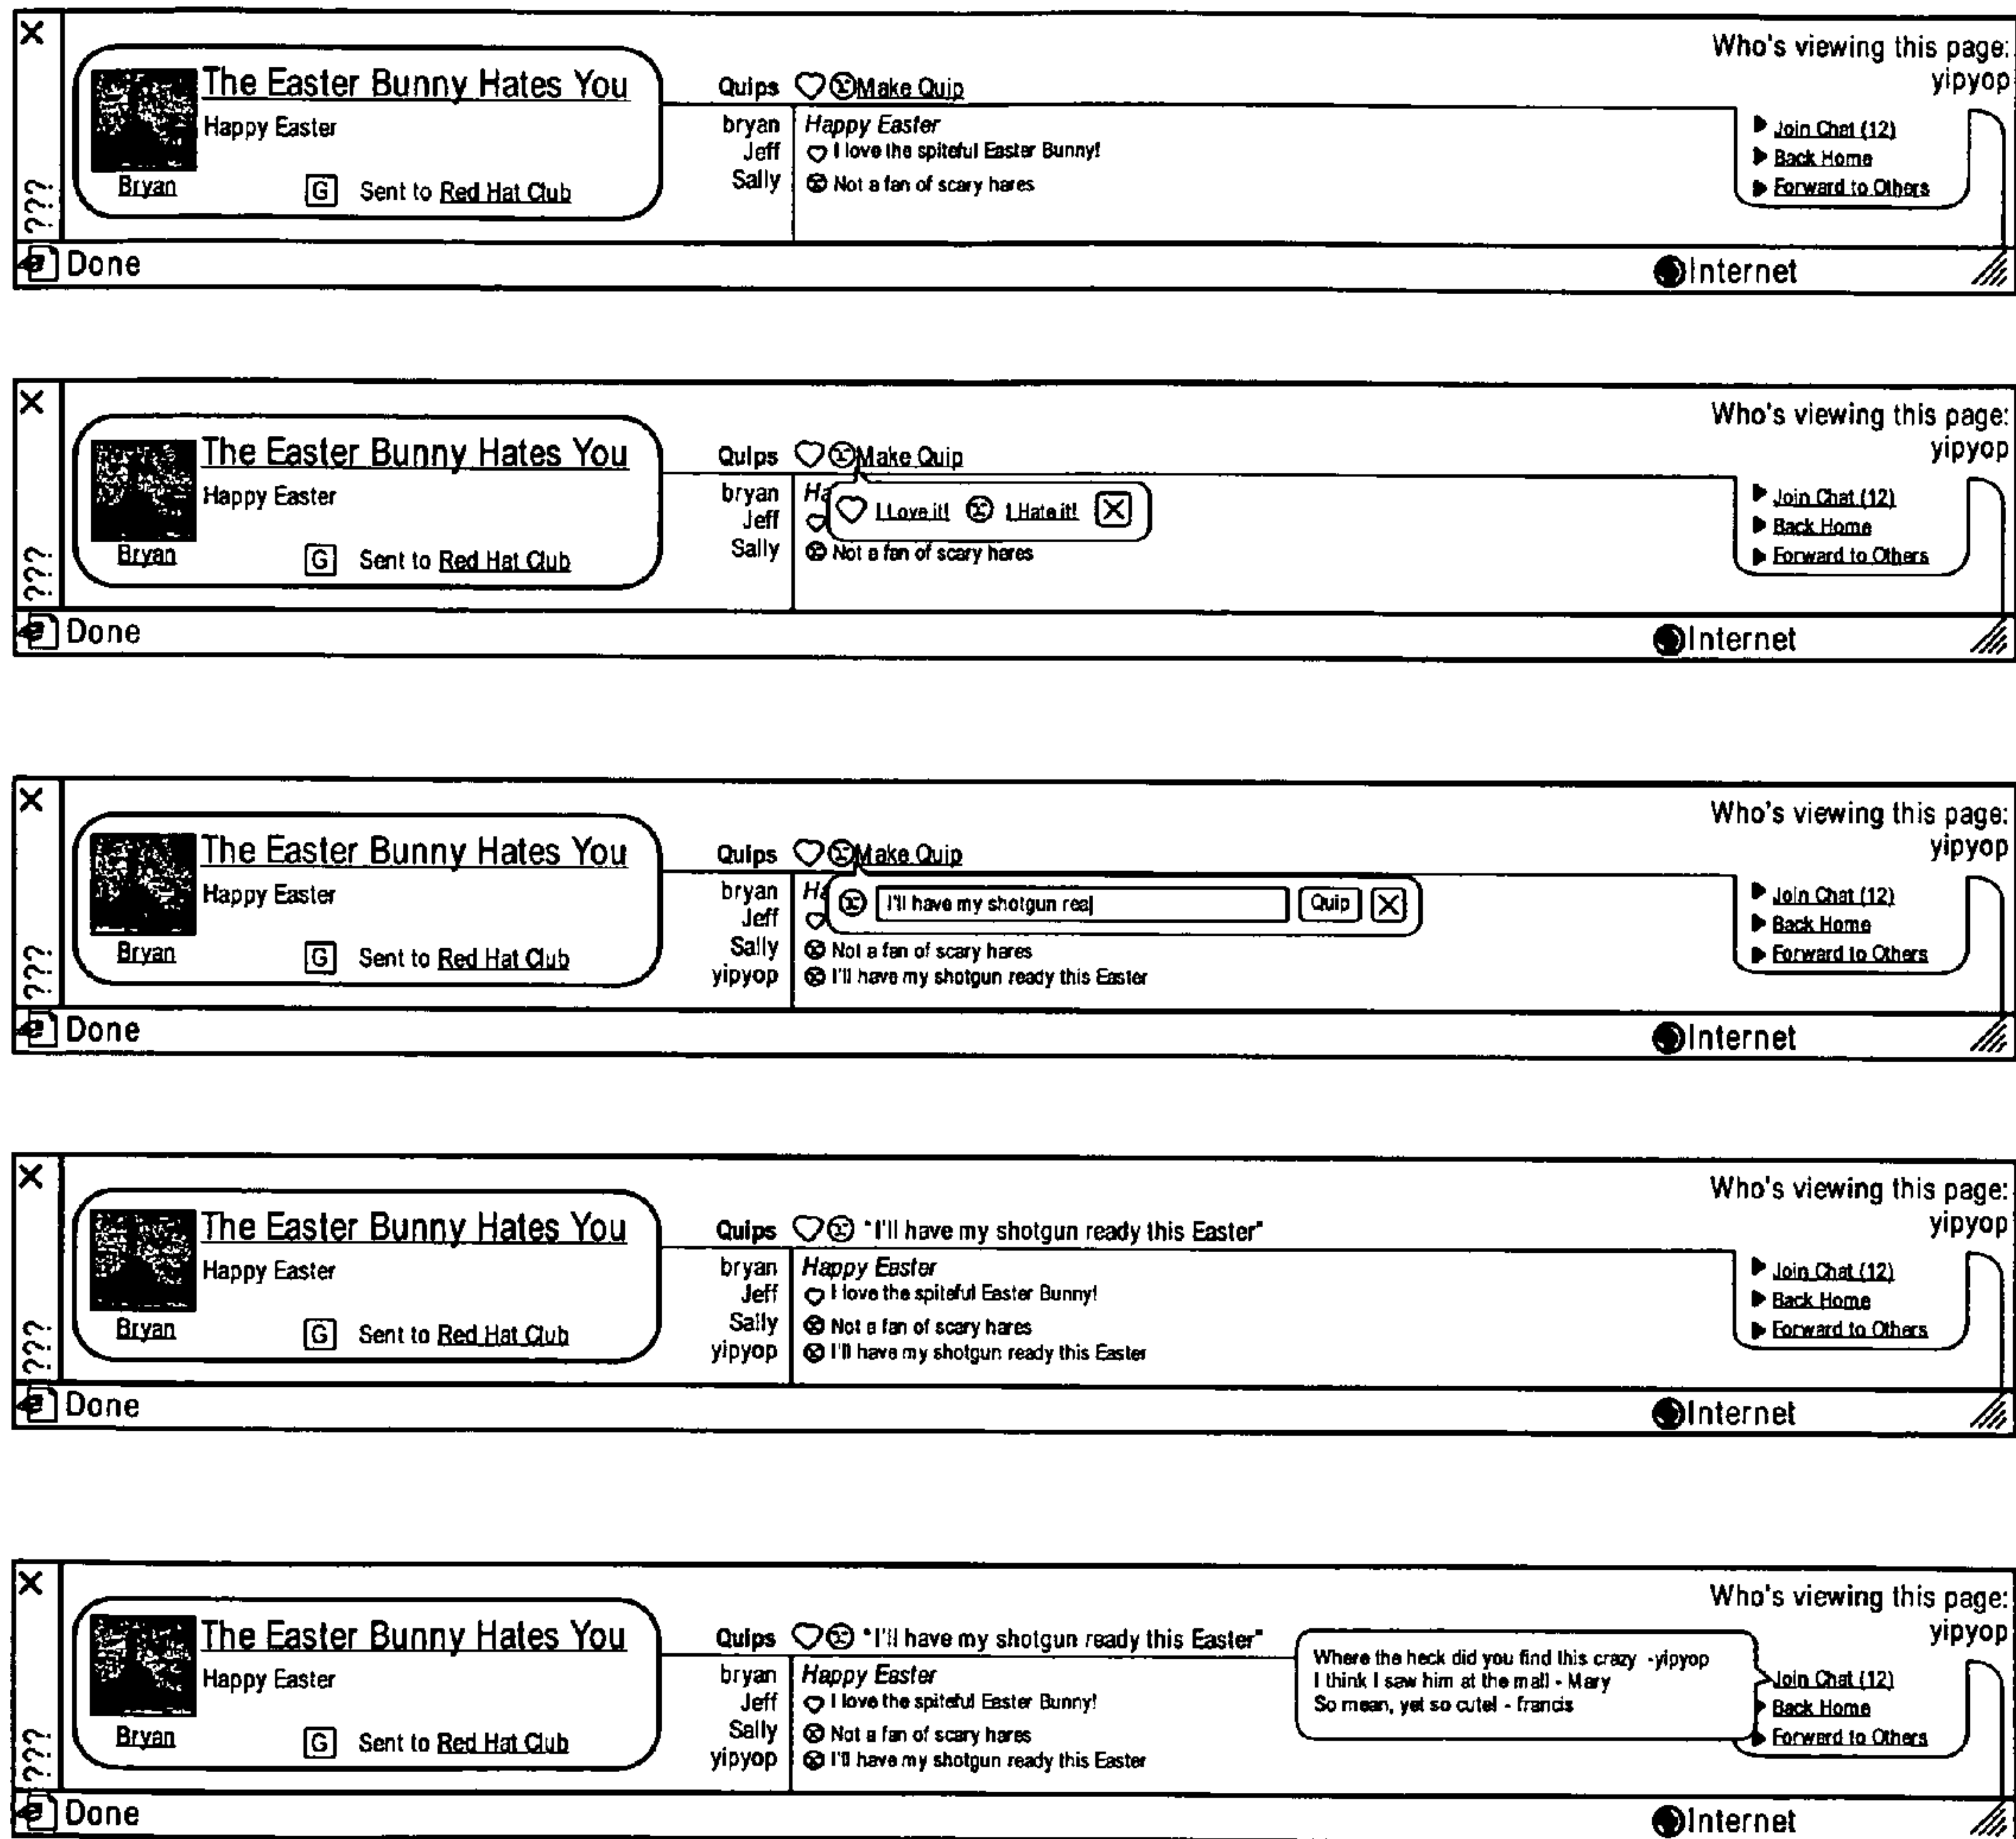 X
Who's viewing this page:
The Easter Bunny Hates You
Quips Make Quip
yipyop
Happy Easter
bryan Happy Easter
Join Chat (12)
Jeff I love the spiteful Easter Bunny!
Back Home
Bryan
G Sent to Red Hat Club
Sally Not a fan of scary hares
Forward to Others
???
Done
Internet
X
Who's viewing this page:
The Easter Bunny Hates You
Quips Make Quip
yipyop
Happy Easter
bryan Ha
Join Chat (12)
Jeff
I Love it! I Hate it! X
Back Home
Bryan
G Sent to Red Hat Club
Sally Not a fan of scary hares
Forward to Others
???
Done
Internet
X
Who's viewing this page:
The Easter Bunny Hates You
Quips Make Quip
yipyop
Happy Easter
bryan Ha
I'll have my shotgun rea Quip X
Join Chat (12)
Jeff
Back Home
Bryan
G Sent to Red Hat Club
Sally Not a fan of scary hares
Forward to Others
yipyop I'll have my shotgun ready this Easter
???
Done
Internet
X
Who's viewing this page:
The Easter Bunny Hates You
Quips "I'll have my shotgun ready this Easter"
yipyop
Happy Easter
bryan Happy Easter
Join Chat (12)
Jeff I love the spiteful Easter Bunny!
Back Home
Bryan
G Sent to Red Hat Club
Sally Not a fan of scary hares
Forward to Others
yipyop I'll have my shotgun ready this Easter
???
Done
Internet
X
Who's viewing this page:
The Easter Bunny Hates You
Quips "I'll have my shotgun ready this Easter"
yipyop
Where the heck did you find this crazy -yipyop
I think I saw him at the mall - Mary
So mean, yet so cute! - francis
Happy Easter
bryan Happy Easter
Join Chat (12)
Jeff I love the spiteful Easter Bunny!
Back Home
Bryan
G Sent to Red Hat Club
Sally Not a fan of scary hares
Forward to Others
yipyop I'll have my shotgun ready this Easter
???
Done
Internet